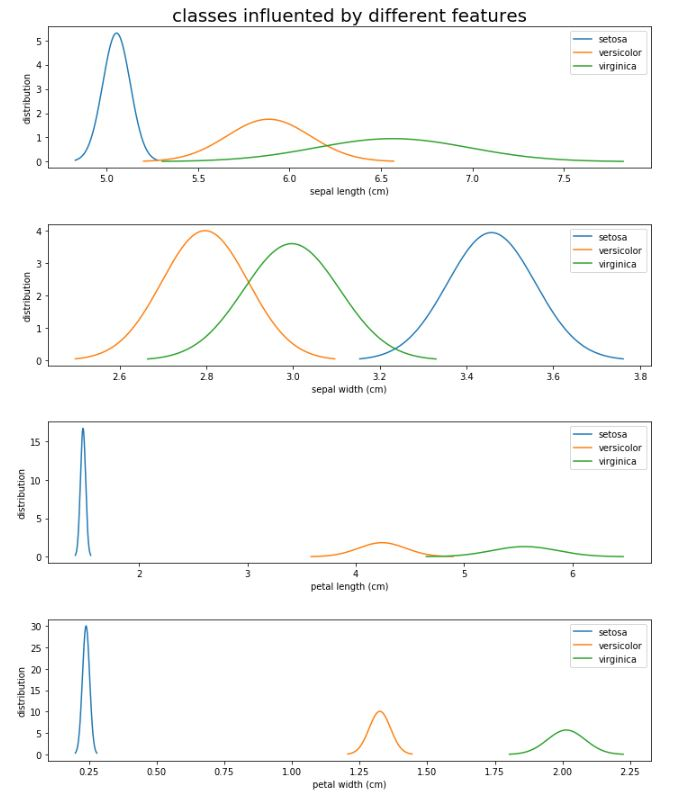 classes influented by different features
5
4
3
2
1
0
distribution
setosa
versicolor
virginica
5.0 5.5 6.0 6.5 7.0 7.5
sepal length (cm)
4
3
2
1
0
distribution
setosa
versicolor
virginica
2.6 2.8 3.0 3.2 3.4 3.6 3.8
sepal width (cm)
15
10
5
0
distribution
setosa
versicolor
virginica
2 3 4 5 6
petal length (cm)
30
25
20
15
10
5
0
distribution
setosa
versicolor
virginica
0.25 0.50 0.75 1.00 1.25 1.50 1.75 2.00 2.25
petal width (cm)